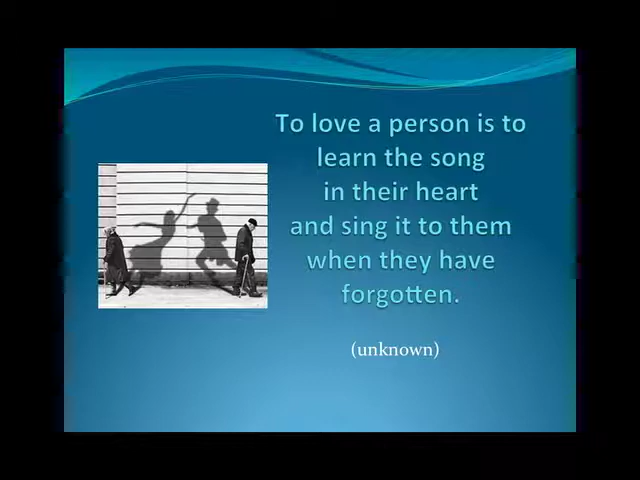 To love a person is to
learn the song
in their heart
and sing it to them
when they have
forgotten.
(unknown)